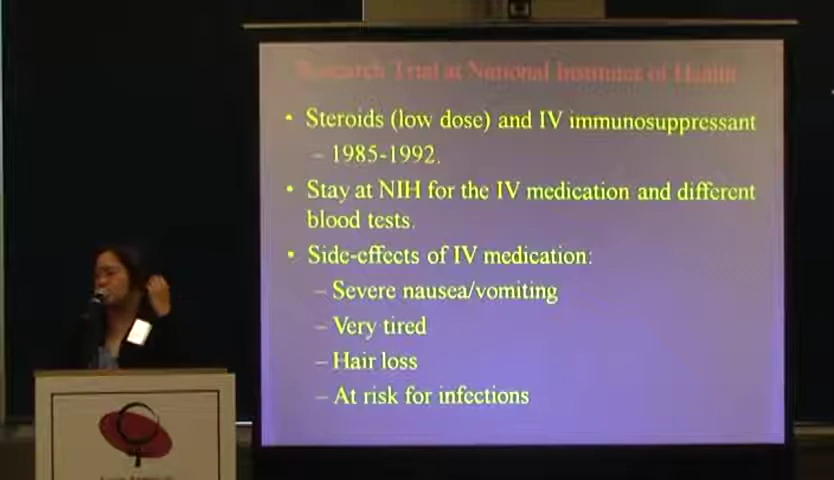 Research Trial at National Institutes of Health
• Steroids (low dose) and IV immunosuppressant
– 1985-1992.
• Stay at NIH for the IV medication and different
blood tests.
• Side-effects of IV medication:
– Severe nausea/vomiting
– Very tired
– Hair loss
– At risk for infections